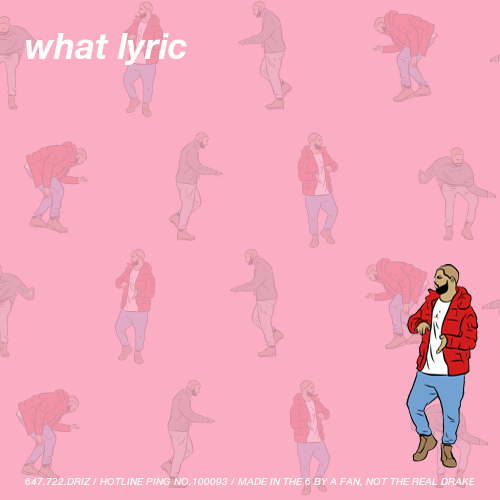 what lyric
647.722.DRIZ / HOTLINE PING NO.100093 / MADE IN THE 6 BY A FAN, NOT THE REAL DRAKE